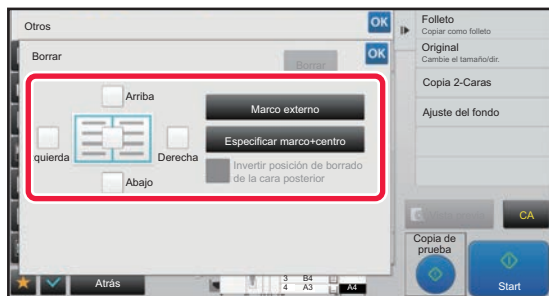 Otros
OK
Borrar
Borrar
OK
Arriba
quierda
Derecha
Abajo
Marco externo
Especificar marco+centro
Invertir posición de borrado
de la cara posterior
Atrás
3 B4
4 A3
A4
Folleto
Copiar como folleto
Original
Cambie el tamaño/dir.
Copia 2-Caras
Ajuste del fondo
CA
Copia de
prueba
Start